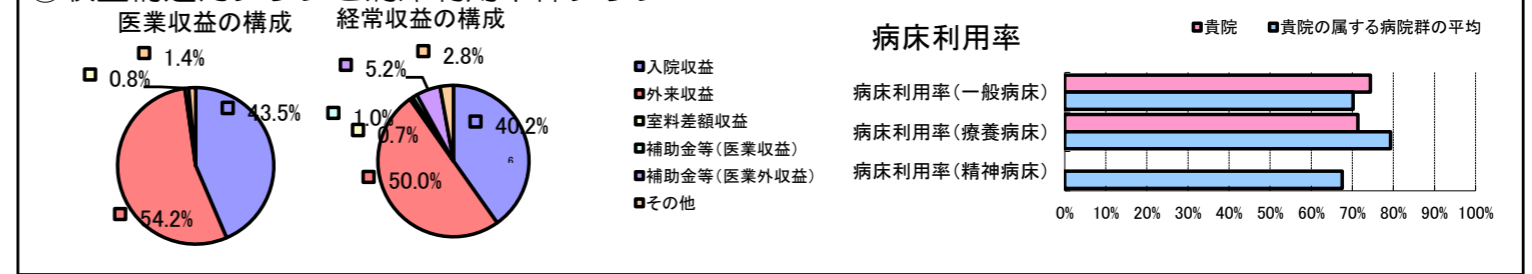 医業収益の構成
1.4%
0.8%
43.5%
54.2%
経常収益の構成
2.8%
5.2%
1.0%
0.7%
40.2%
6
50.0%
入院収益
外来収益
室料差額収益
補助金等(医業収益)
補助金等(医業外収益)
その他
病床利用率
貴院 貴院の属する病院群の平均
病床利用率(一般病床)
病床利用率(療養病床)
病床利用率(精神病床)
0% 10% 20% 30% 40% 50% 60% 70% 80% 90% 100%